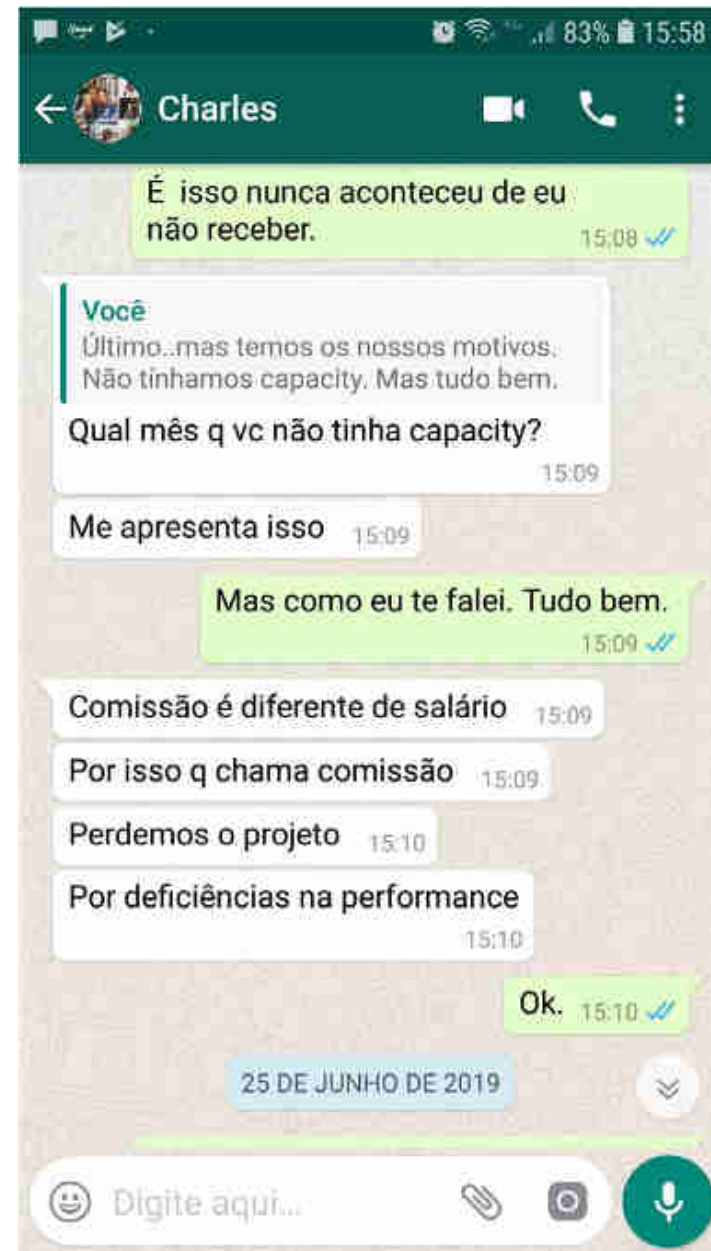 83% 15:58
Charles
É isso nunca aconteceu de eu
não receber.
15:08
Você
Último..mas temos os nossos motivos.
Não tínhamos capacity. Mas tudo bem.
Qual mês q vc não tinha capacity?
15:09
Me apresenta isso 15:09
Mas como eu te falei. Tudo bem.
15:09
Comissão é diferente de salário 15:09
Por isso q chama comissão 15:09
Perdemos o projeto 15:10
Por deficiências na performance
15:10
Ok. 15:10
25 DE JUNHO DE 2019
Digite aqui...